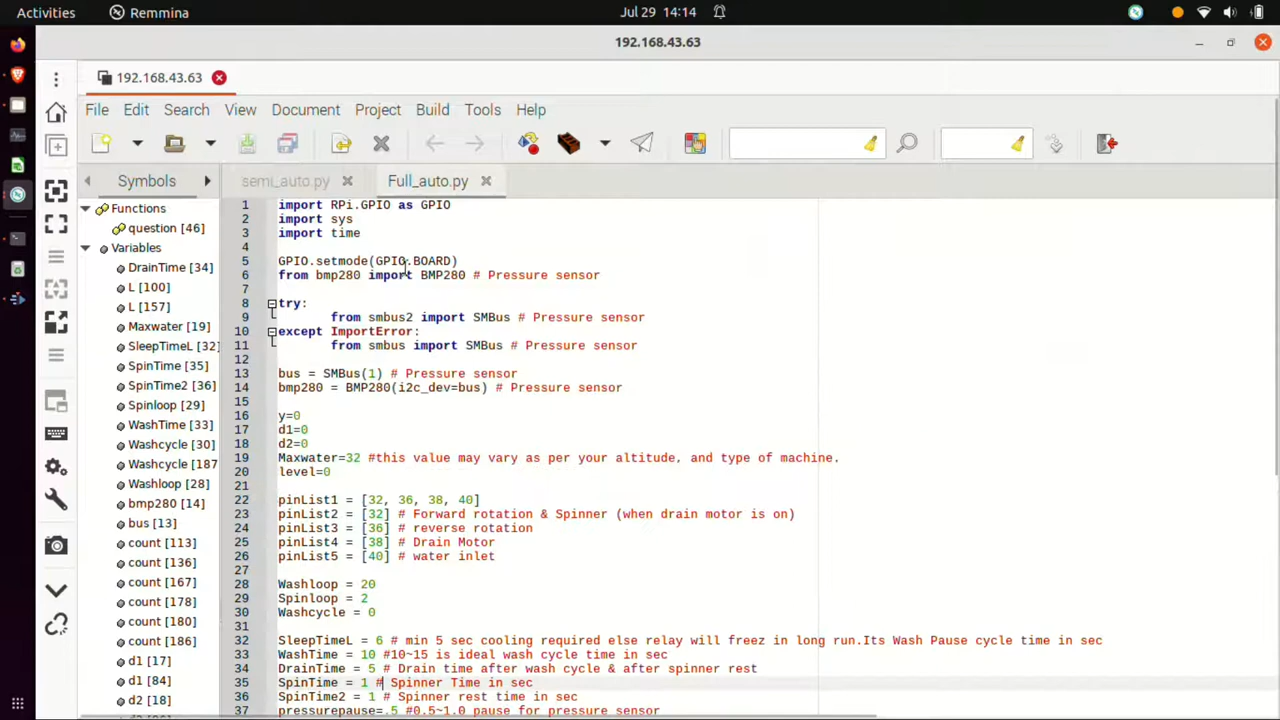 Activities
Remmina
Jul 29 14:14
192.168.43.63
192.168.43.63
File Edit Search View Document Project Build Tools Help
Symbols
semi_auto.py
Full_auto.py
Functions
question [46]
Variables
DrainTime [34]
L [100]
L [157]
Maxwater [19]
SleepTimeL [32]
SpinTime [35]
SpinTime2 [36]
Spinloop [29]
WashTime [33]
Washcycle [30]
Washcycle [187
Washloop [28]
bmp280 [14]
bus [13]
count [113]
count [136]
count [167]
count [178]
count [180]
count [186]
d1 [17]
d1 [84]
d2 [18]
1 import RPi.GPIO as GPIO
2 import sys
3 import time
4
5 GPIO.setmode(GPIO.BOARD)
6 from bmp280 import BMP280 # Pressure sensor
7
8 try:
9 from smbus2 import SMBus # Pressure sensor
10 except ImportError:
11 from smbus import SMBus # Pressure sensor
12
13 bus = SMBus(1) # Pressure sensor
14 bmp280 = BMP280(i2c_dev=bus) # Pressure sensor
15
16 y=0
17 d1=0
18 d2=0
19 Maxwater=32 #this value may vary as per your altitude, and type of machine.
20 level=0
21
22 pinList1 = [32, 36, 38, 40]
23 pinList2 = [32] # Forward rotation & Spinner (when drain motor is on)
24 pinList3 = [36] # reverse rotation
25 pinList4 = [38] # Drain Motor
26 pinList5 = [40] # water inlet
27
28 Washloop = 20
29 Spinloop = 2
30 Washcycle = 0
31
32 SleepTimeL = 6 # min 5 sec cooling required else relay will freez in long run.Its Wash Pause cycle time in sec
33 WashTime = 10 #10~15 is ideal wash cycle time in sec
34 DrainTime = 5 # Drain time after wash cycle & after spinner rest
35 SpinTime = 1 # Spinner Time in sec
36 SpinTime2 = 1 # Spinner rest time in sec
37 pressurepause=.5 #0.5~1.0 pause for pressure sensor